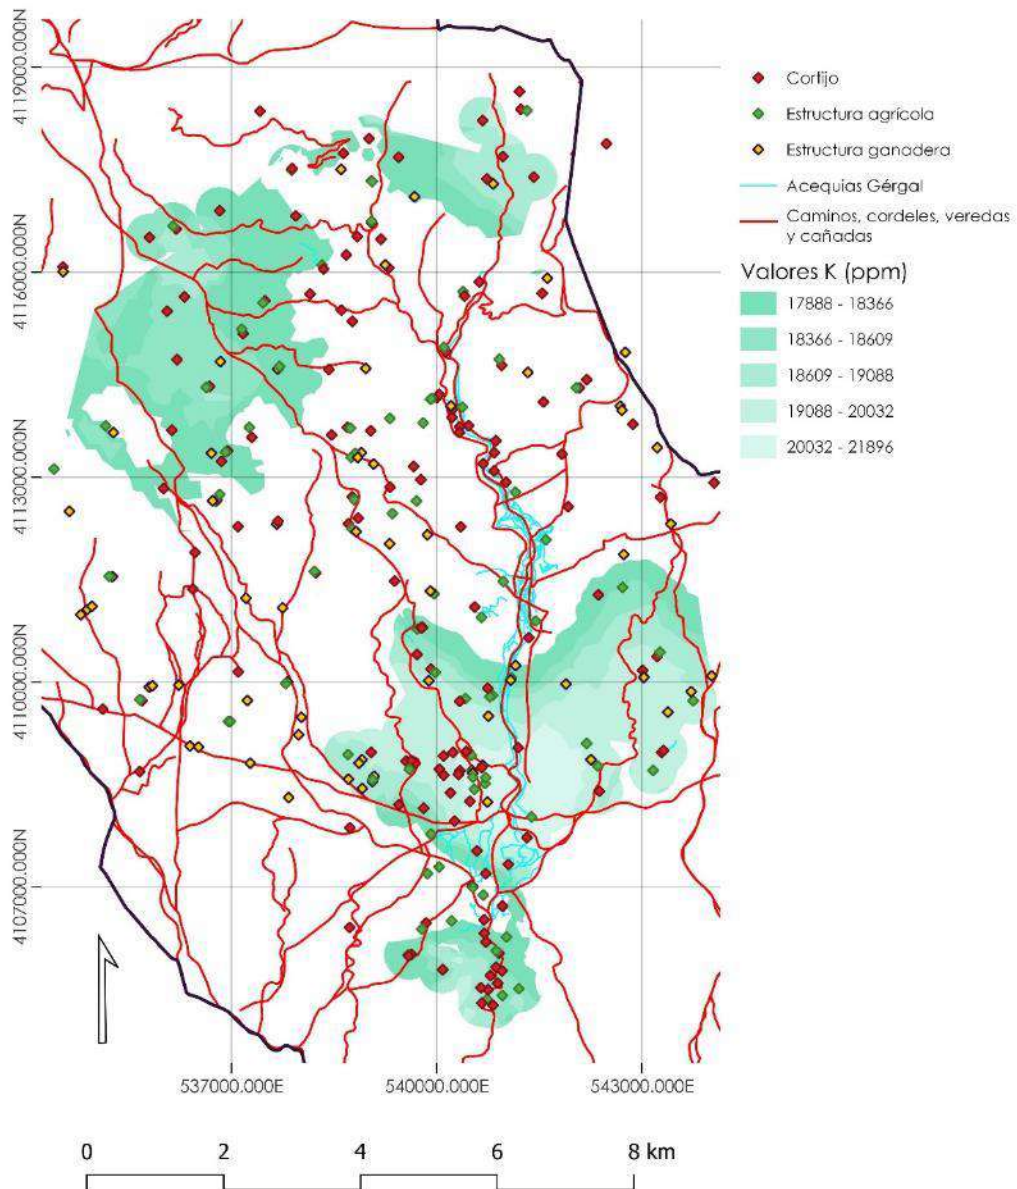 4119000.000N
4116000.000N
4113000.000N
4110000.000N
4107000.000N
537000.000E 540000.000E 543000.000E
0 2 4 6 8 km
Cortijo
Estructura agrícola
Estructura ganadera
Acequias Gérgal
Caminos, cordeles, veredas
y cañadas
Valores K (ppm)
17888 - 18366
18366 - 18609
18609 - 19088
19088 - 20032
20032 - 21896